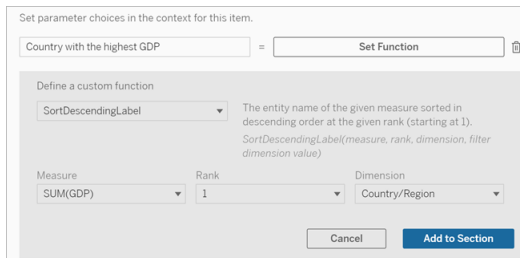 Set parameter choices in the context for this item.
Country with the highest GDP = Set Function
Define a custom function
SortDescendingLabel
The entity name of the given measure sorted in
descending order at the given rank (starting at 1).
SortDescendingLabel(measure, rank, dimension, filter
dimension value)
Measure Rank Dimension
SUM(GDP) 1 Country/Region
Cancel Add to Section